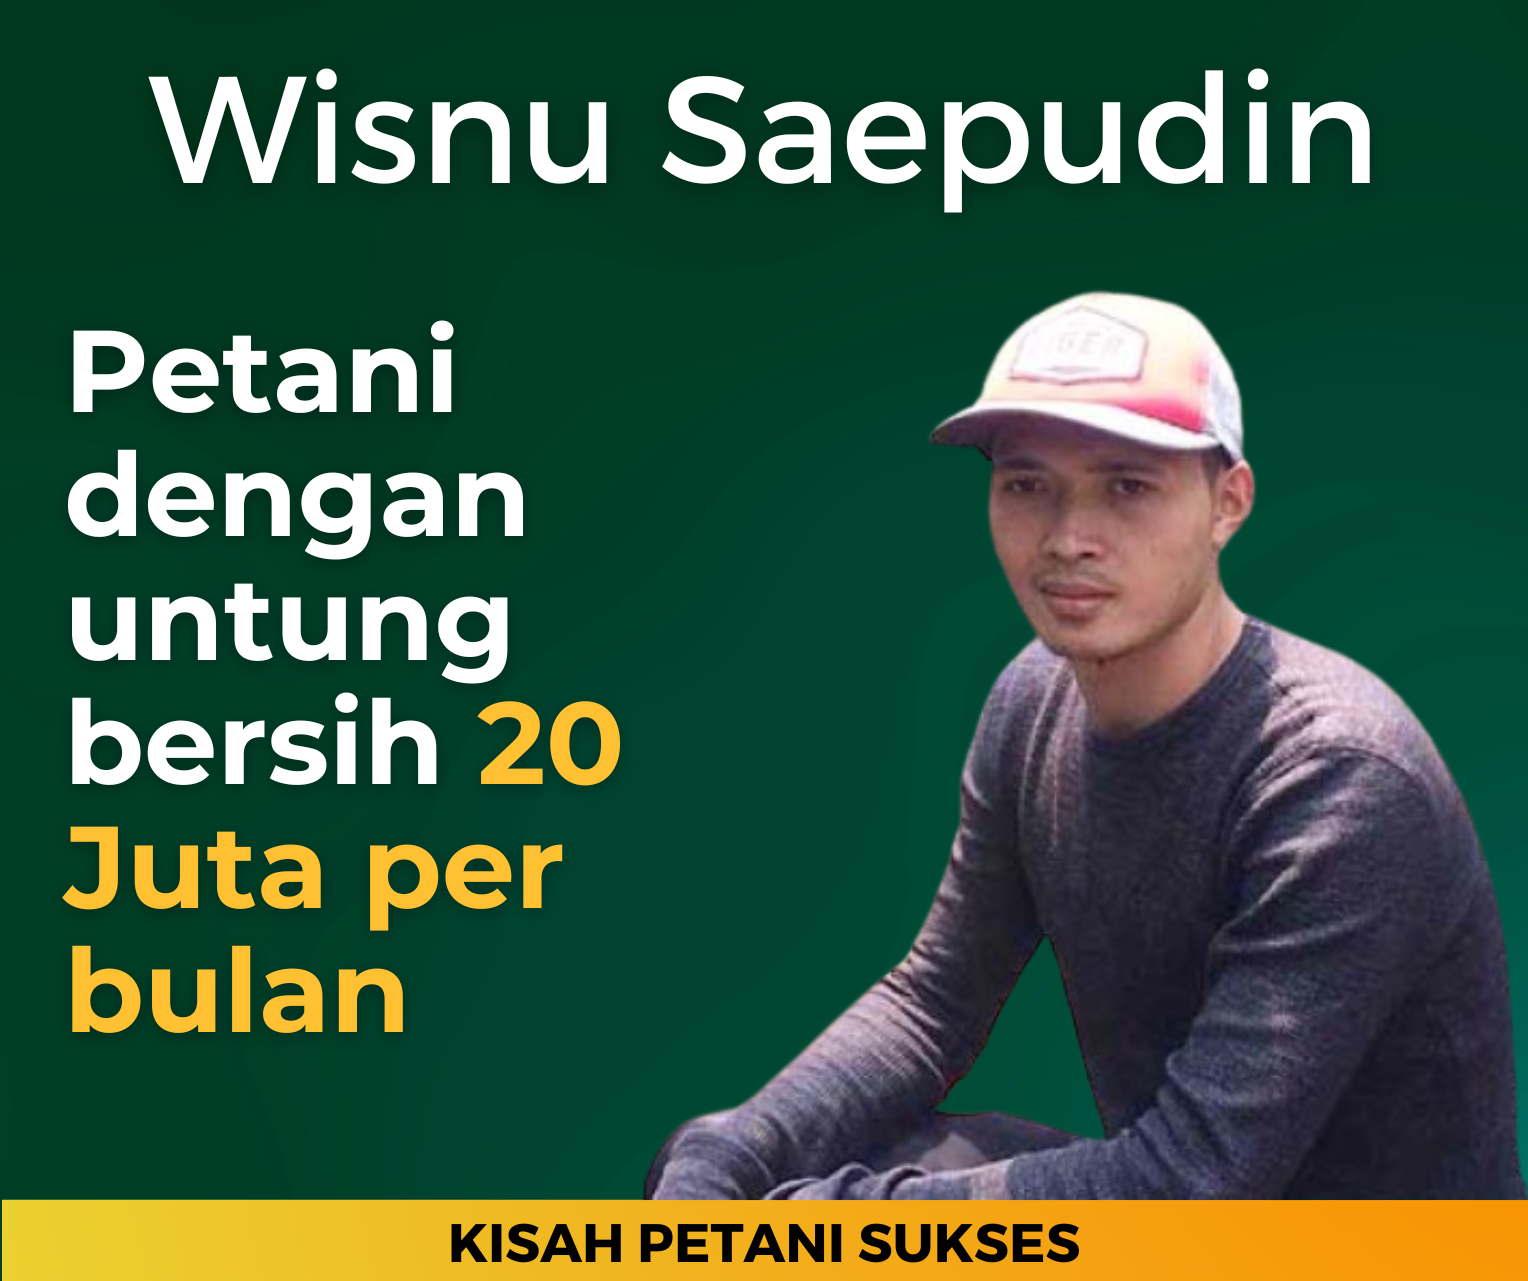 Wisnu Saepudin
Petani
dengan
untung
bersih 20
Juta per
bulan
KISAH PETANI SUKSES